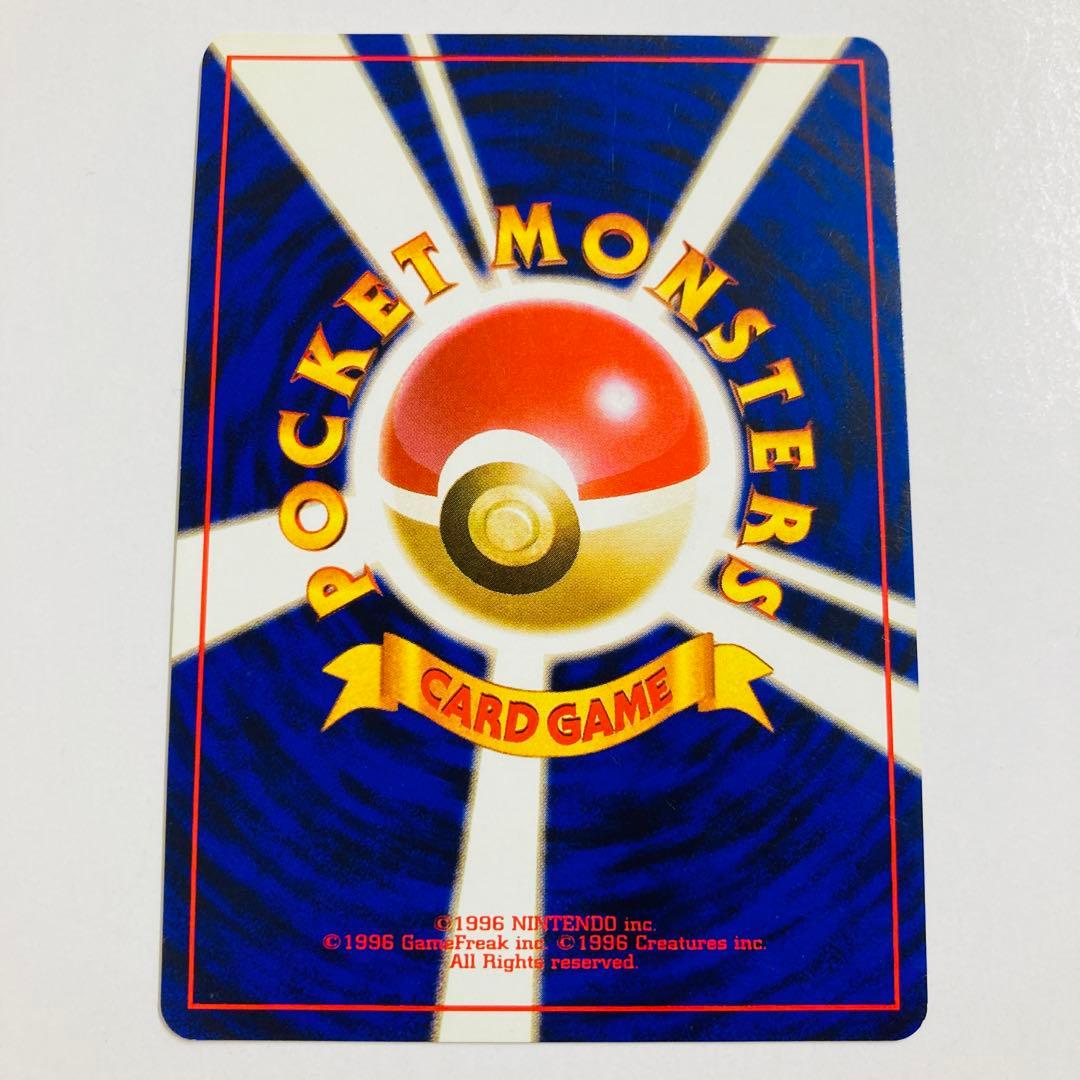 POCKET MONSTERS
CARD GAME
©1996 NINTENDO inc.
©1996 GameFreak inc. ©1996 Creatures inc.
All Rights reserved.